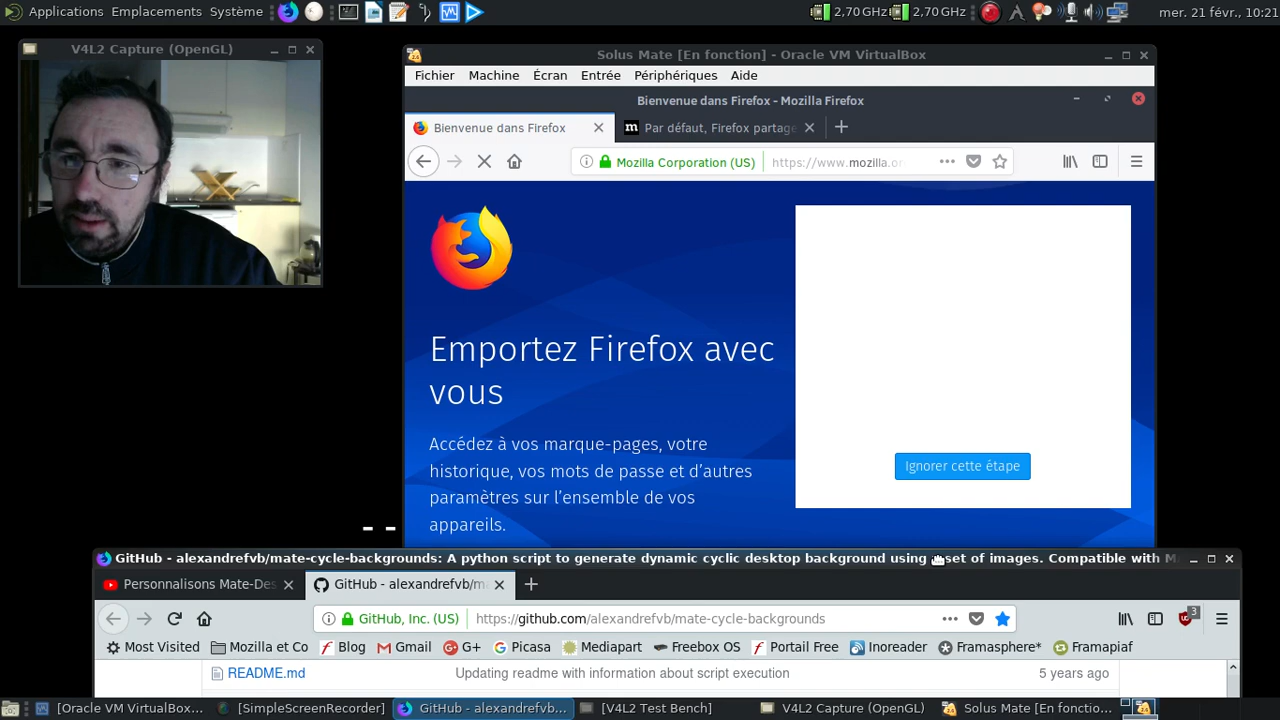 Applications Emplacements Système
2,70 GHz 2,70 GHz
mer. 21 févr., 10:21
V4L2 Capture (OpenGL)
Solus Mate [En fonction] - Oracle VM VirtualBox
Fichier Machine Écran Entrée Périphériques Aide
Bienvenue dans Firefox - Mozilla Firefox
Bienvenue dans Firefox
m Par défaut, Firefox partage
Mozilla Corporation (US) https://www.mozilla.or
Emportez Firefox avec
vous
Accédez à vos marque-pages, votre
historique, vos mots de passe et d'autres
paramètres sur l'ensemble de vos
appareils.
Ignorer cette étape
--
GitHub - alexandrefvb/mate-cycle-backgrounds: A python script to generate dynamic cyclic desktop background using set of images. Compatible with M
Personnalisons Mate-Des
GitHub - alexandrefvb/m
GitHub, Inc. (US) https://github.com/alexandrefvb/mate-cycle-backgrounds
3
Most Visited Mozilla et Co Blog Gmail G+ Picasa Mediapart Freebox OS Portail Free Inoreader Framasphere* Framapiaf
README.md Updating readme with information about script execution 5 years ago
[Oracle VM VirtualBox... [SimpleScreenRecorder] GitHub - alexandrefvb... [V4L2 Test Bench] V4L2 Capture (OpenGL) Solus Mate [En fonctio...